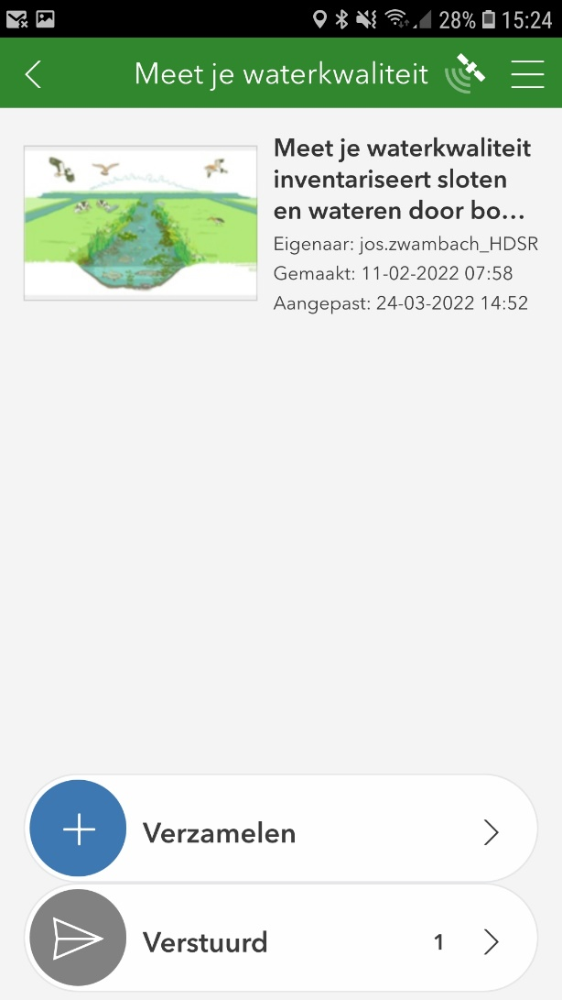 28% 15:24
Meet je waterkwaliteit
Meet je waterkwaliteit
inventariseert sloten
en wateren door bo...
Eigenaar: jos.zwambach_HDSR
Gemaakt: 11-02-2022 07:58
Aangepast: 24-03-2022 14:52
Verzamelen
Verstuurd 1